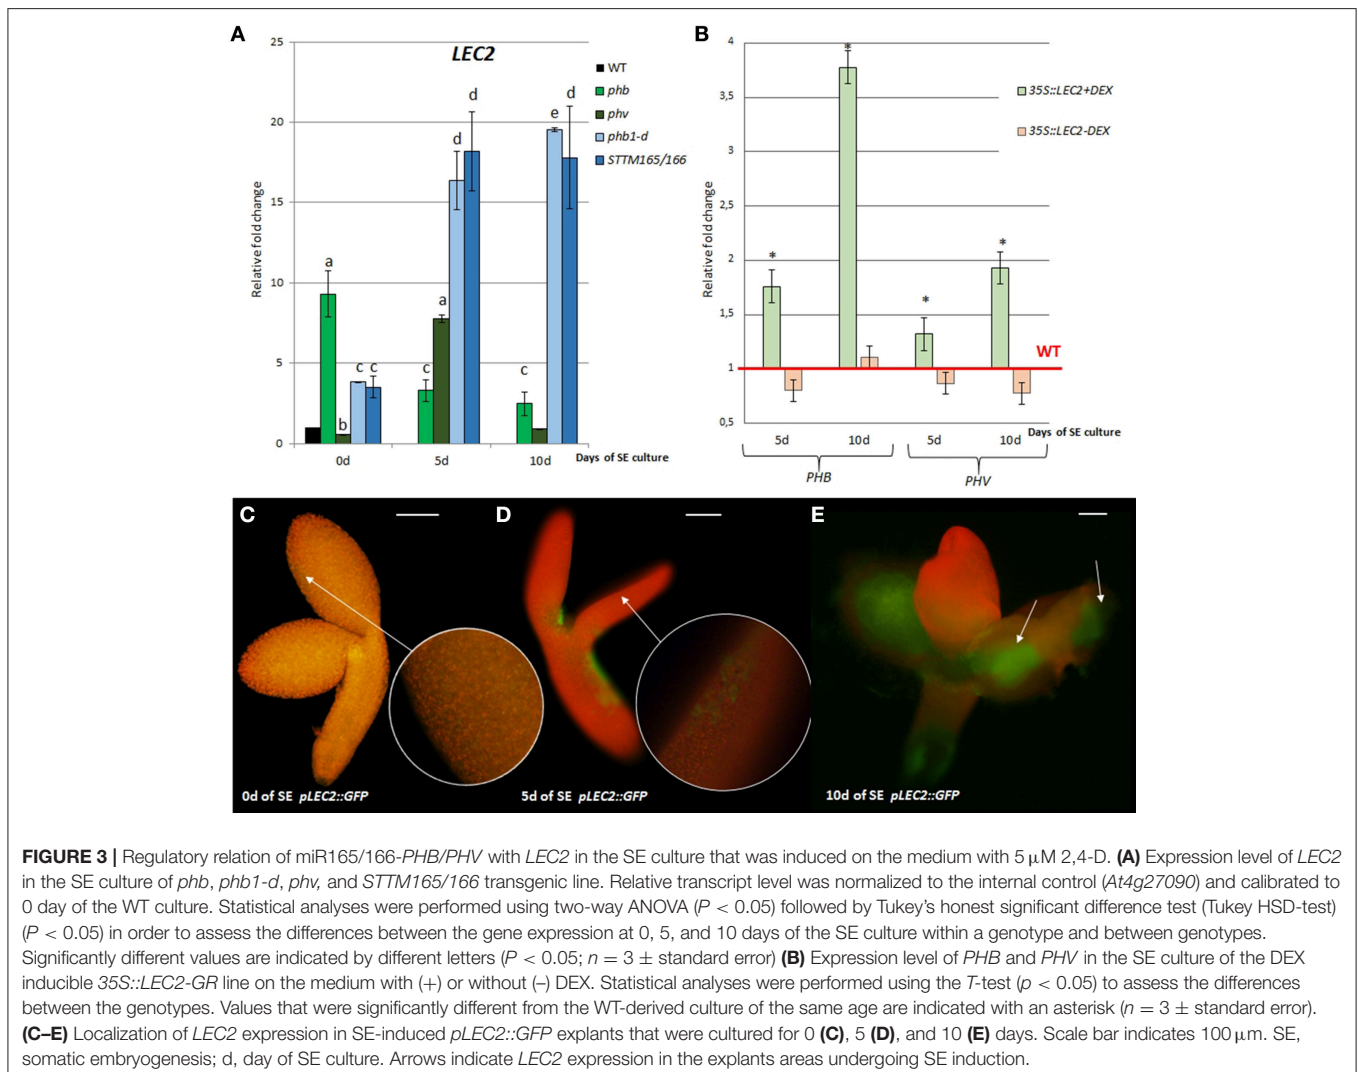 A
LEC2
25
20
15
10
5
0
Relative fold change
WT
phb
phv
phb1-d
STTM165/166
a
b
c c
c
a
d
d
c
e
d
0d
5d
10d
Days of SE culture
B
4
3,5
3
2,5
2
1,5
1
0,5
Relative fold change
35S::LEC2+DEX
35S::LEC2-DEX
*
*
*
*
WT
5d
10d
5d
10d
Days of SE culture
PHB
PHV
C
0d of SE pLEC2::GFP
D
5d of SE pLEC2::GFP
E
10d of SE pLEC2::GFP
FIGURE 3 | Regulatory relation of miR165/166-PHB/PHV with LEC2 in the SE culture that was induced on the medium with 5 μM 2,4-D. (A) Expression level of LEC2
in the SE culture of phb, phb1-d, phv, and STTM165/166 transgenic line. Relative transcript level was normalized to the internal control (At4g27090) and calibrated to
0 day of the WT culture. Statistical analyses were performed using two-way ANOVA (P < 0.05) followed by Tukey's honest significant difference test (Tukey HSD-test)
(P < 0.05) in order to assess the differences between the gene expression at 0, 5, and 10 days of the SE culture within a genotype and between genotypes.
Significantly different values are indicated by different letters (P < 0.05; n = 3 ± standard error) (B) Expression level of PHB and PHV in the SE culture of the DEX
inducible 35S::LEC2-GR line on the medium with (+) or without (–) DEX. Statistical analyses were performed using the T-test (p < 0.05) to assess the differences
between the genotypes. Values that were significantly different from the WT-derived culture of the same age are indicated with an asterisk (n = 3 ± standard error).
(C–E) Localization of LEC2 expression in SE-induced pLEC2::GFP explants that were cultured for 0 (C), 5 (D), and 10 (E) days. Scale bar indicates 100 μm. SE,
somatic embryogenesis; d, day of SE culture. Arrows indicate LEC2 expression in the explants areas undergoing SE induction.